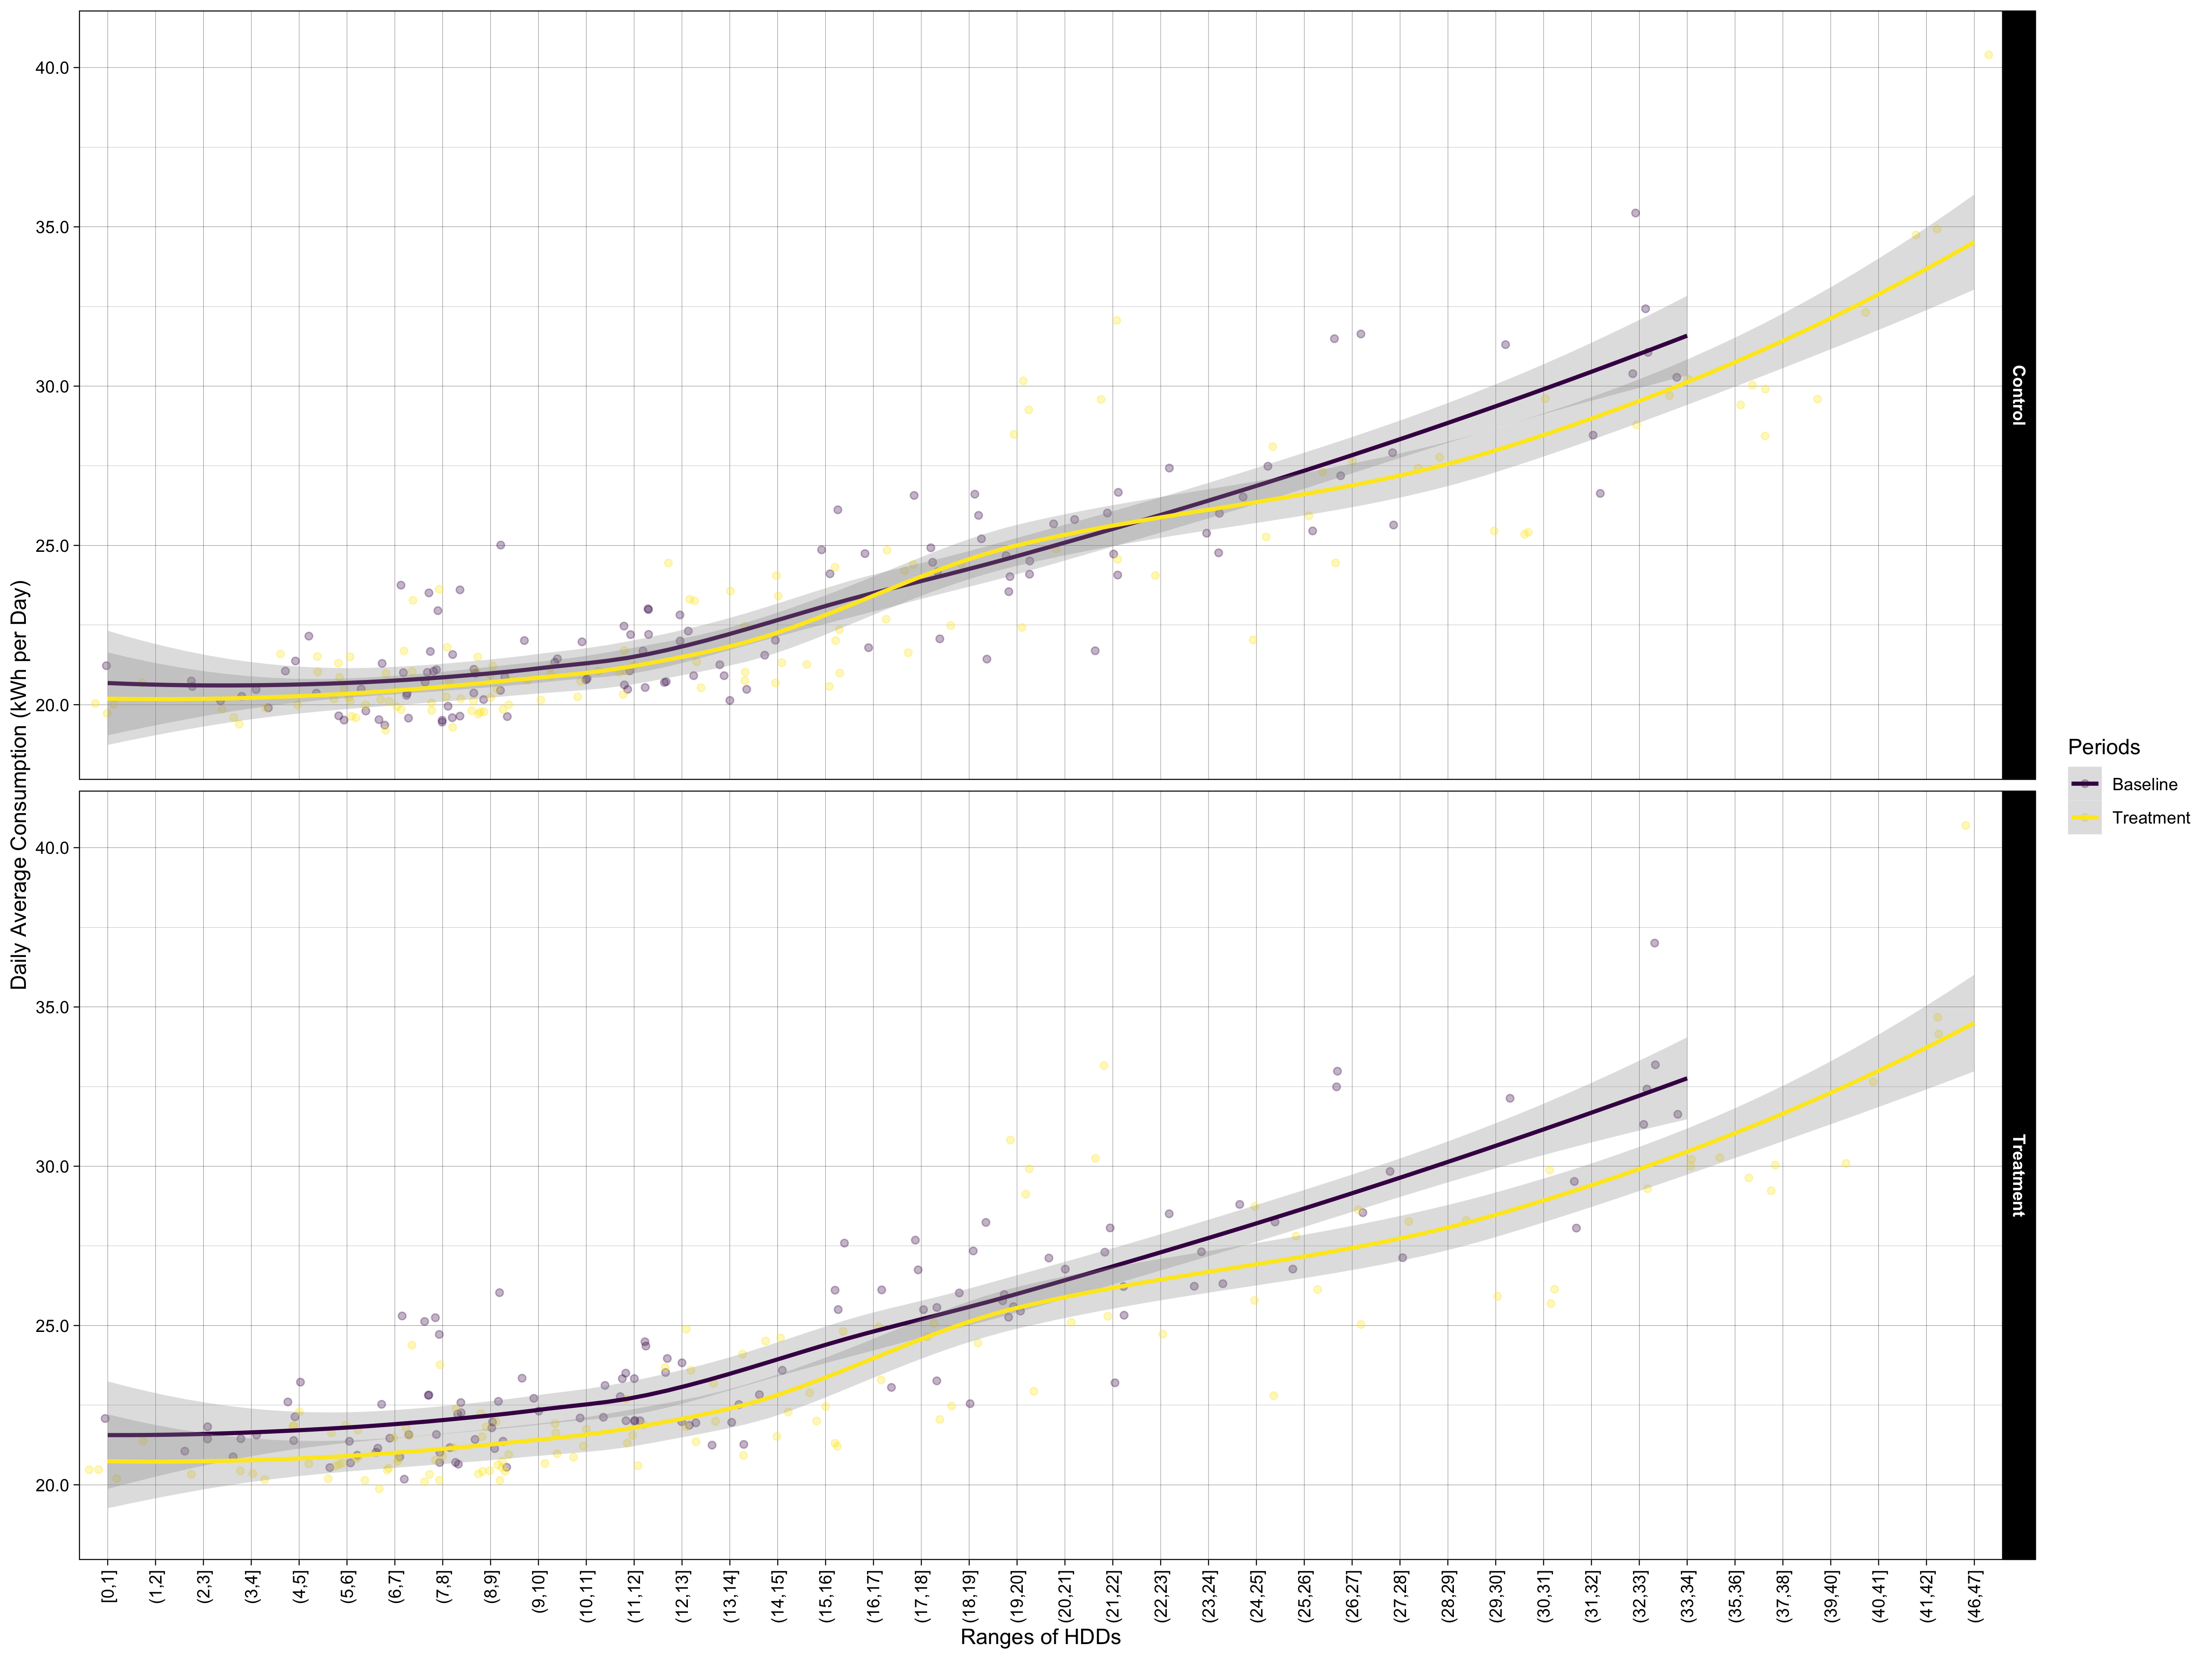 Daily Average Consumption (kWh per Day)
40.0
35.0
30.0
25.0
20.0
Control
40.0
35.0
30.0
25.0
20.0
Treatment
[0,1] (1,2] (2,3] (3,4] (4,5] (5,6] (6,7] (7,8] (8,9] (9,10] (10,11] (11,12] (12,13] (13,14] (14,15] (15,16] (16,17] (17,18] (18,19] (19,20] (20,21] (21,22] (22,23] (23,24] (24,25] (25,26] (26,27] (27,28] (28,29] (29,30] (30,31] (31,32] (32,33] (33,34] (35,36] (37,38] (39,40] (40,41] (41,42] (46,47]
Ranges of HDDs
Periods
Baseline
Treatment